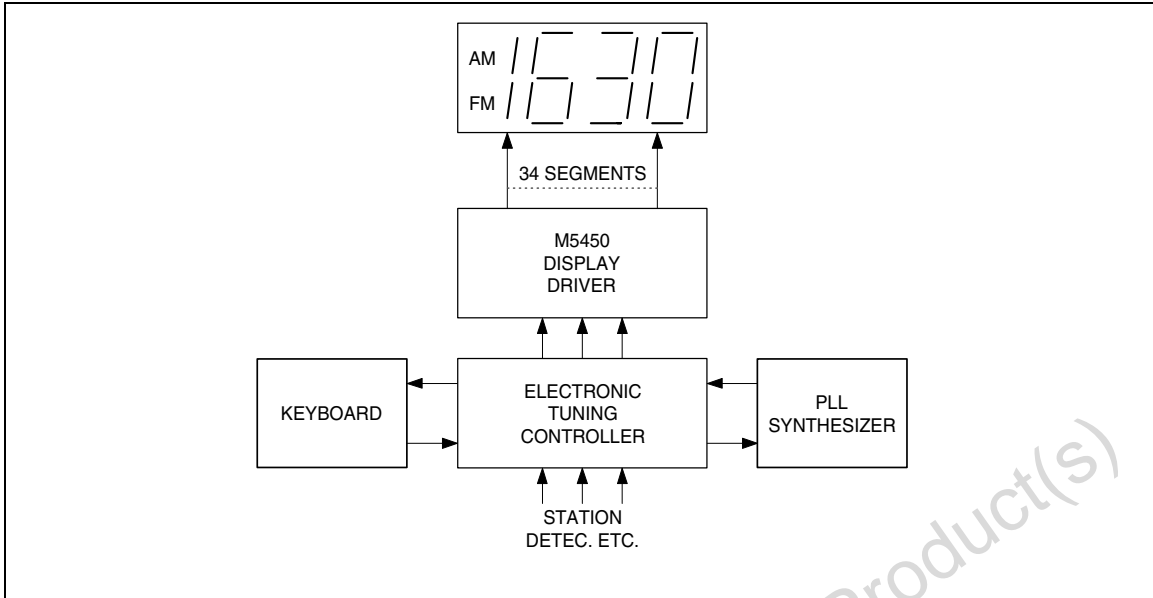 AM
FM
1630
34 SEGMENTS
M5450
DISPLAY
DRIVER
KEYBOARD
ELECTRONIC
TUNING
CONTROLLER
PLL
SYNTHESIZER
STATION
DETEC. ETC.
Product(s)